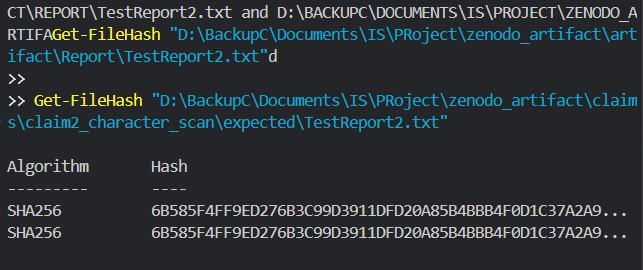 CT\REPORT\TestReport2.txt and D:\BACKUPC\DOCUMENTS\IS\PROJECT\ZENODO_A
RTIFAGet-FileHash "D:\BackupC\Documents\IS\PRoject\zenodo_artifact\art
ifact\Report\TestReport2.txt"d
>>
>> Get-FileHash "D:\BackupC\Documents\IS\PRoject\zenodo_artifact\claim
s\claim2_character_scan\expected\TestReport2.txt"
Algorithm Hash
--------- ----
SHA256 6B585F4FF9ED276B3C99D3911DFD20A85B4BBB4F0D1C37A2A9...
SHA256 6B585F4FF9ED276B3C99D3911DFD20A85B4BBB4F0D1C37A2A9...